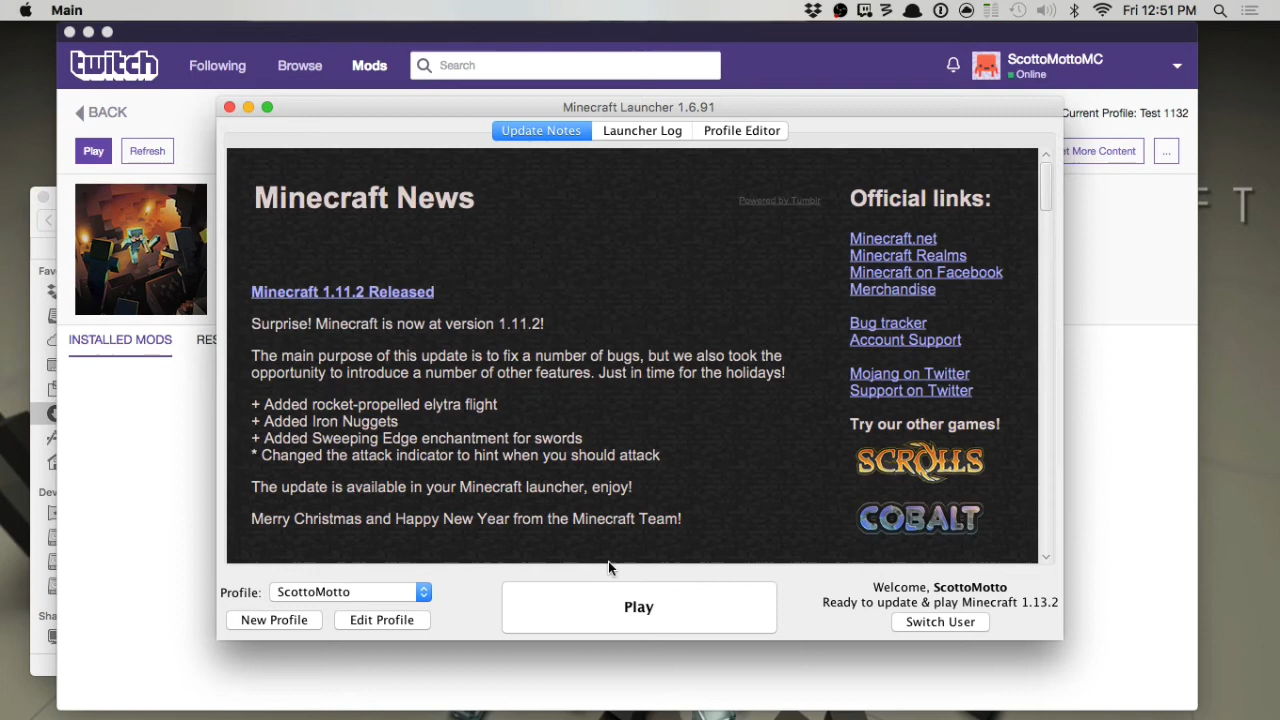 Main
Fri 12:51 PM
twitch
Following Browse Mods Search
ScottoMottoMC
Online
BACK
Current Profile: Test 1132
Play Refresh
et More Content ...
Minecraft Launcher 1.6.91
Update Notes Launcher Log Profile Editor
Minecraft News
Powered by Tumblr
Minecraft 1.11.2 Released
Surprise! Minecraft is now at version 1.11.2!
The main purpose of this update is to fix a number of bugs, but we also took the
opportunity to introduce a number of other features. Just in time for the holidays!
+ Added rocket-propelled elytra flight
+ Added Iron Nuggets
+ Added Sweeping Edge enchantment for swords
* Changed the attack indicator to hint when you should attack
The update is available in your Minecraft launcher, enjoy!
Merry Christmas and Happy New Year from the Minecraft Team!
Official links:
Minecraft.net
Minecraft Realms
Minecraft on Facebook
Merchandise
Bug tracker
Account Support
Mojang on Twitter
Support on Twitter
Try our other games!
SCROLLS
COBALT
INSTALLED MODS RES
Fav
Dev
Sha
F T
Profile: ScottoMotto
New Profile Edit Profile
Play
Welcome, ScottoMotto
Ready to update & play Minecraft 1.13.2
Switch User